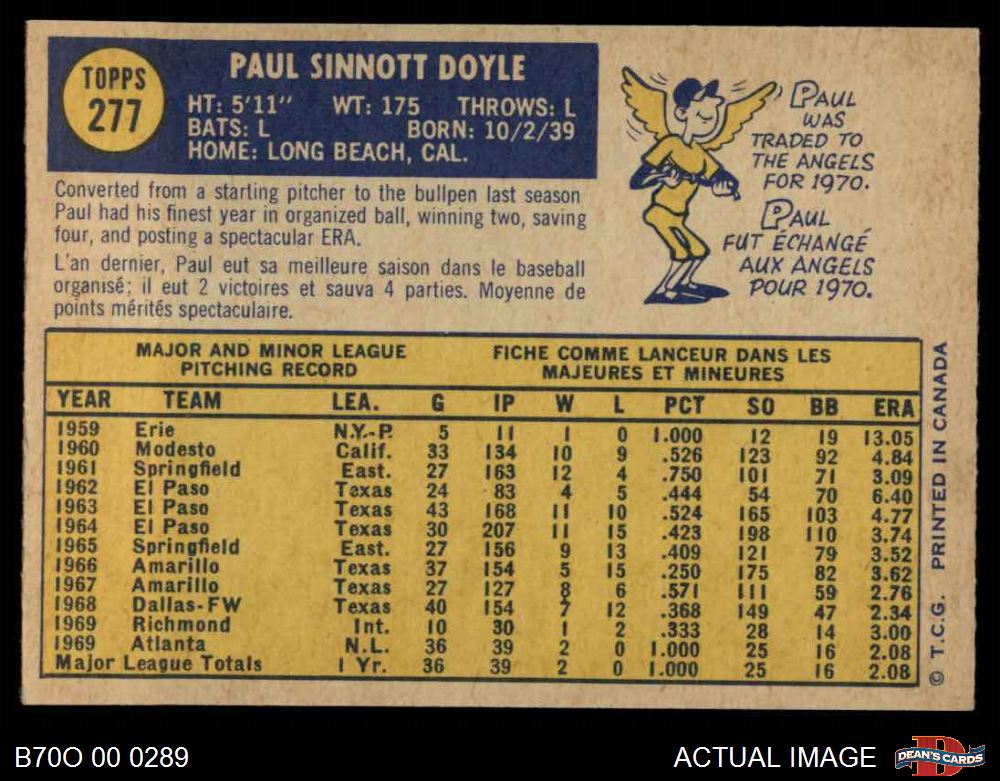 TOPPS
277
PAUL SINNOTT DOYLE
HT: 5'11" WT: 175 THROWS: L
BATS: L BORN: 10/2/39
HOME: LONG BEACH, CAL.
Converted from a starting pitcher to the bullpen last season
Paul had his finest year in organized ball, winning two, saving
four, and posting a spectacular ERA.
L'an dernier, Paul eut sa meilleure saison dans le baseball
organisé; il eut 2 victoires et sauva 4 parties. Moyenne de
points mérités spectaculaire.
PAUL
WAS
TRADED TO
THE ANGELS
FOR 1970.
PAUL
FUT ÉCHANGÉ
AUX ANGELS
POUR 1970.
MAJOR AND MINOR LEAGUE FICHE COMME LANCEUR DANS LES
PITCHING RECORD MAJEURES ET MINEURES
YEAR TEAM LEA. G IP W L PCT SO BB ERA
1959 Erie N.Y.-P. 5 11 1 0 1.000 12 19 13.05
1960 Modesto Calif. 33 134 10 9 .526 123 92 4.84
1961 Springfield East. 27 163 12 4 .750 101 71 3.09
1962 El Paso Texas 24 83 4 5 .444 54 70 6.40
1963 El Paso Texas 43 168 11 10 .524 165 103 4.77
1964 El Paso Texas 30 207 11 15 .423 198 110 3.74
1965 Springfield East. 27 156 9 13 .409 121 79 3.52
1966 Amarillo Texas 37 154 5 15 .250 175 82 3.62
1967 Amarillo Texas 27 127 8 6 .571 111 59 2.76
1968 Dallas-FW Texas 40 154 7 12 .368 149 47 2.34
1969 Richmond Int. 10 30 1 2 .333 28 14 3.00
1969 Atlanta N.L. 36 39 2 0 1.000 25 16 2.08
Major League Totals 1 Yr. 36 39 2 0 1.000 25 16 2.08
© T.C.G. PRINTED IN CANADA
B70O 00 0289
ACTUAL IMAGE
D
DEAN'S CARDS